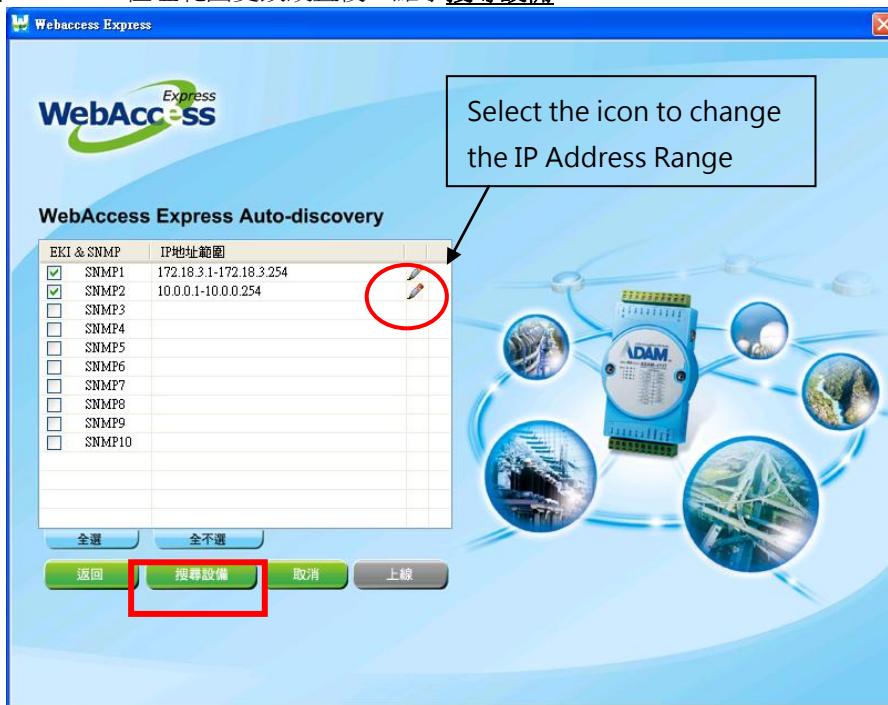 Webaccess Express
Express
WebAccess
Select the icon to change
the IP Address Range
WebAccess Express Auto-discovery
EKI & SNMP IP地址範圍
SNMP1 172.18.3.1-172.18.3.254
SNMP2 10.0.0.1-10.0.0.254
SNMP3
SNMP4
SNMP5
SNMP6
SNMP7
SNMP8
SNMP9
SNMP10
ADAM
全選 全不選
返回 搜尋設備 取消 上線